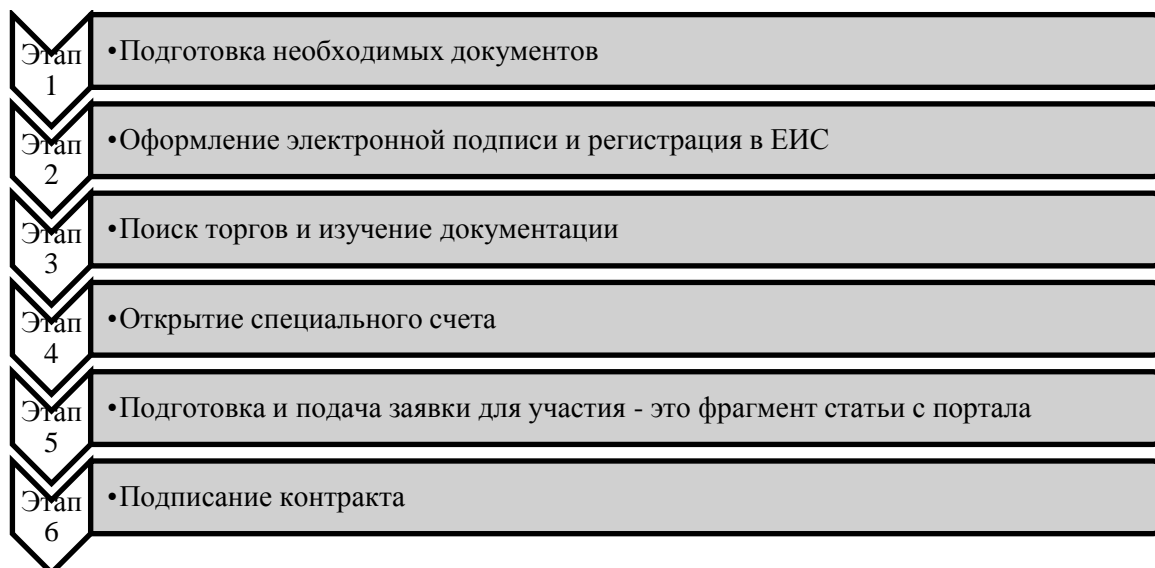 Этап
1
•Подготовка необходимых документов
Этап
2
•Оформление электронной подписи и регистрация в ЕИС
Этап
3
•Поиск торгов и изучение документации
Этап
4
•Открытие специального счета
Этап
5
•Подготовка и подача заявки для участия - это фрагмент статьи с портала
Этап
6
•Подписание контракта